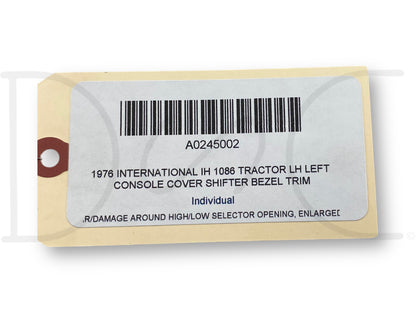 A0245002
1976 INTERNATIONAL IH 1086 TRACTOR LH LEFT
CONSOLE COVER SHIFTER BEZEL TRIM
Individual
R/DAMAGE AROUND HIGH/LOW SELECTOR OPENING, ENLARGED